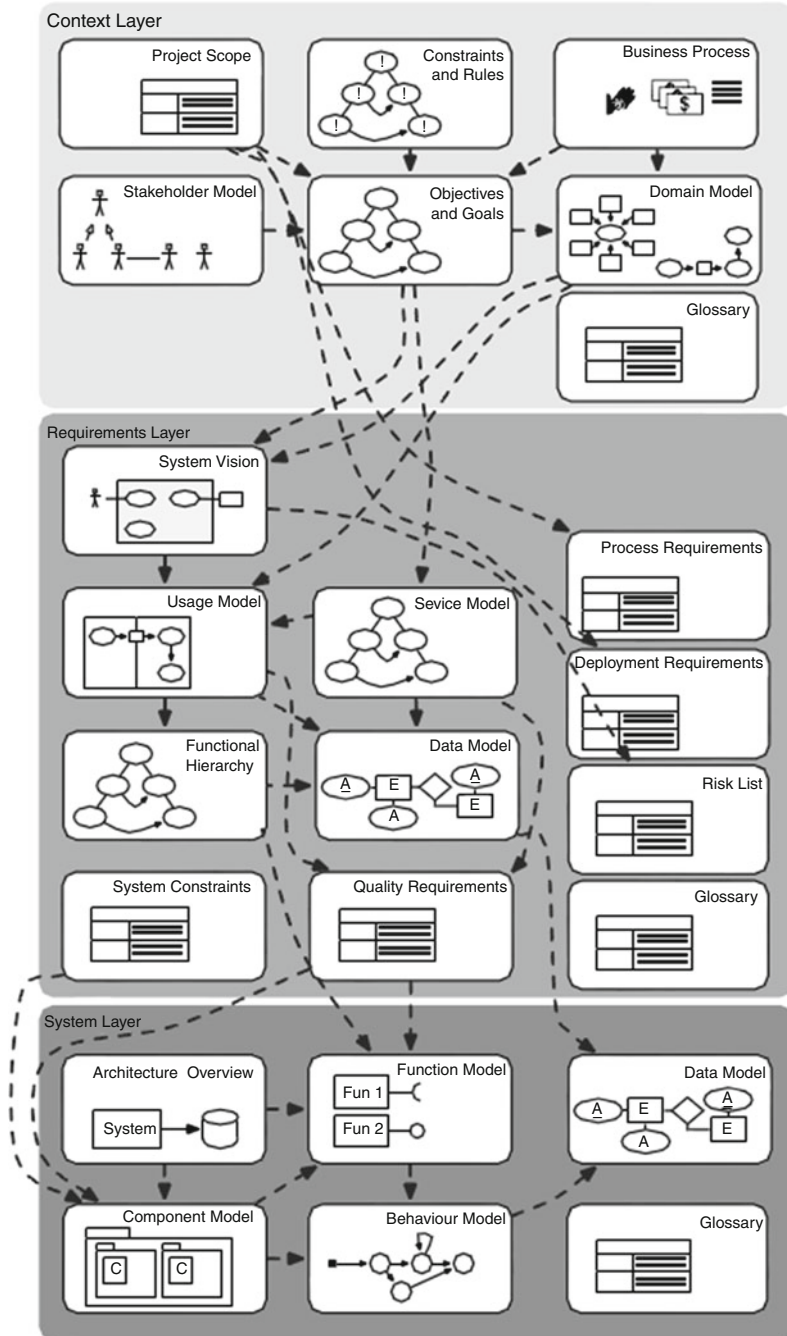 Context Layer
Project Scope
Constraints
and Rules
!
! !
! !
Business Process
$
Stakeholder Model
Objectives
and Goals
Domain Model
Glossary
Requirements Layer
System Vision
Process Requirements
Usage Model
Sevice Model
Deployment Requirements
Functional
Hierarchy
Data Model
A E A
A E
Risk List
System Constraints
Quality Requirements
Glossary
System Layer
Architecture Overview
System
Function Model
Fun 1
Fun 2
Data Model
A E A
A E
Component Model
C C
Behaviour Model
Glossary